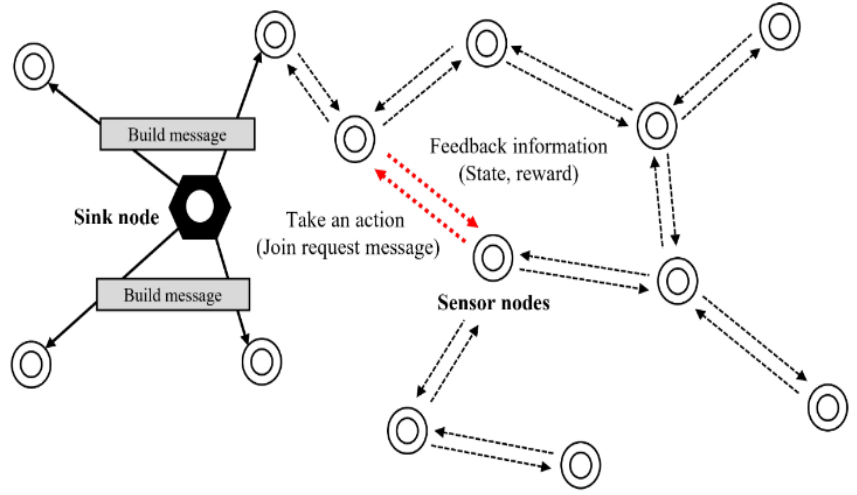 Build message
Feedback information
(State, reward)
Sink node
Take an action
(Join request message)
Build message
Sensor nodes